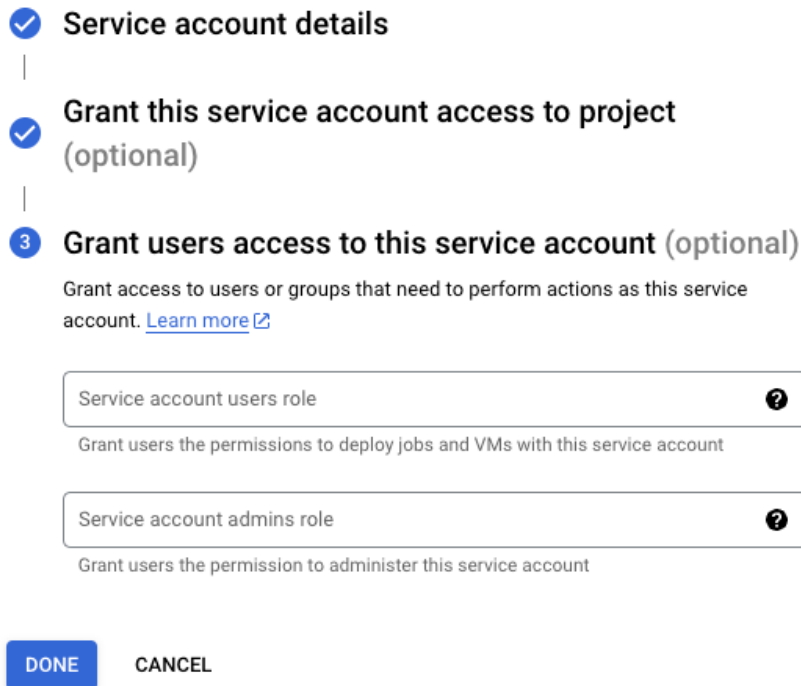 Service account details
Grant this service account access to project
(optional)
3 Grant users access to this service account (optional)
Grant access to users or groups that need to perform actions as this service
account. Learn more
Service account users role ?
Grant users the permissions to deploy jobs and VMs with this service account
Service account admins role ?
Grant users the permission to administer this service account
DONE CANCEL